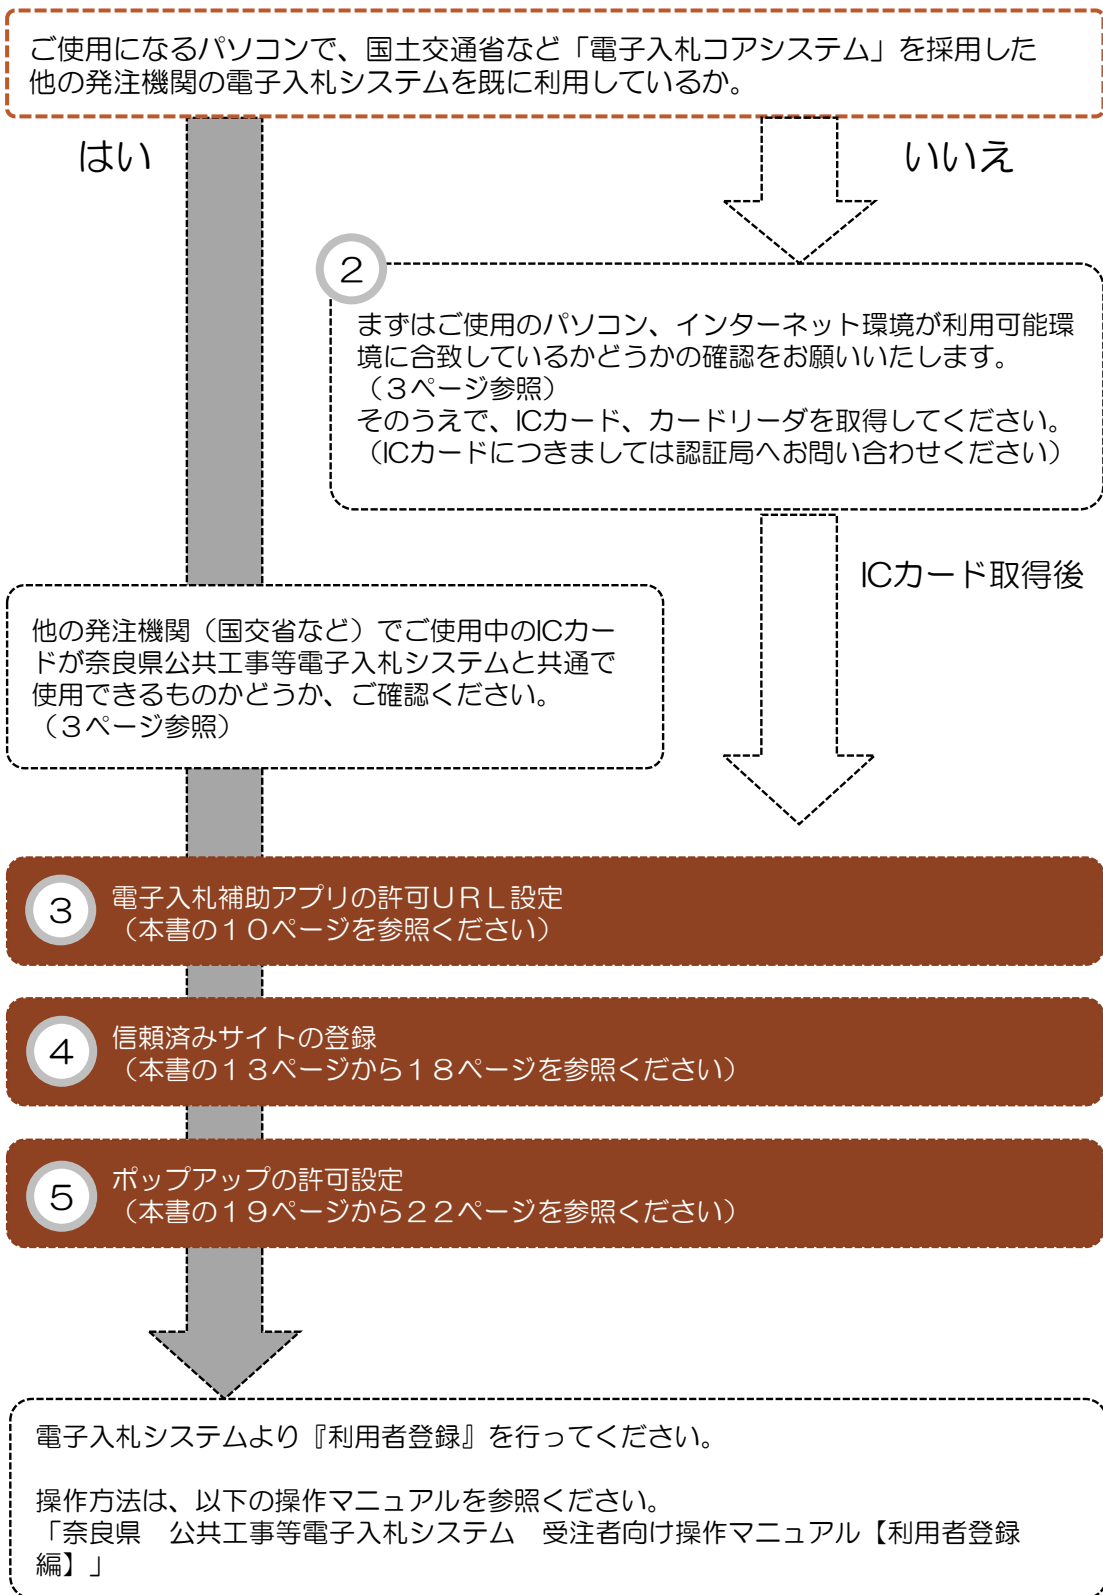 ご使用になるパソコンで、国土交通省など「電子入札コアシステム」を採用した
他の発注機関の電子入札システムを既に利用しているか。
はい
いいえ
2
まずはご使用のパソコン、インターネット環境が利用可能環
境に合致しているかどうかの確認をお願いいたします。
（３ページ参照）
そのうえで、ICカード、カードリーダを取得してください。
（ICカードにつきましては認証局へお問い合わせください）
ICカード取得後
他の発注機関（国交省など）でご使用中のICカー
ドが奈良県公共工事等電子入札システムと共通で
使用できるものかどうか、ご確認ください。
（３ページ参照）
3
電子入札補助アプリの許可ＵＲＬ設定
（本書の１０ページを参照ください）
4
信頼済みサイトの登録
（本書の１３ページから１８ページを参照ください）
5
ポップアップの許可設定
（本書の１９ページから２２ページを参照ください）
電子入札システムより『利用者登録』を行ってください。
操作方法は、以下の操作マニュアルを参照ください。
「奈良県　公共工事等電子入札システム　受注者向け操作マニュアル【利用者登録
編】」